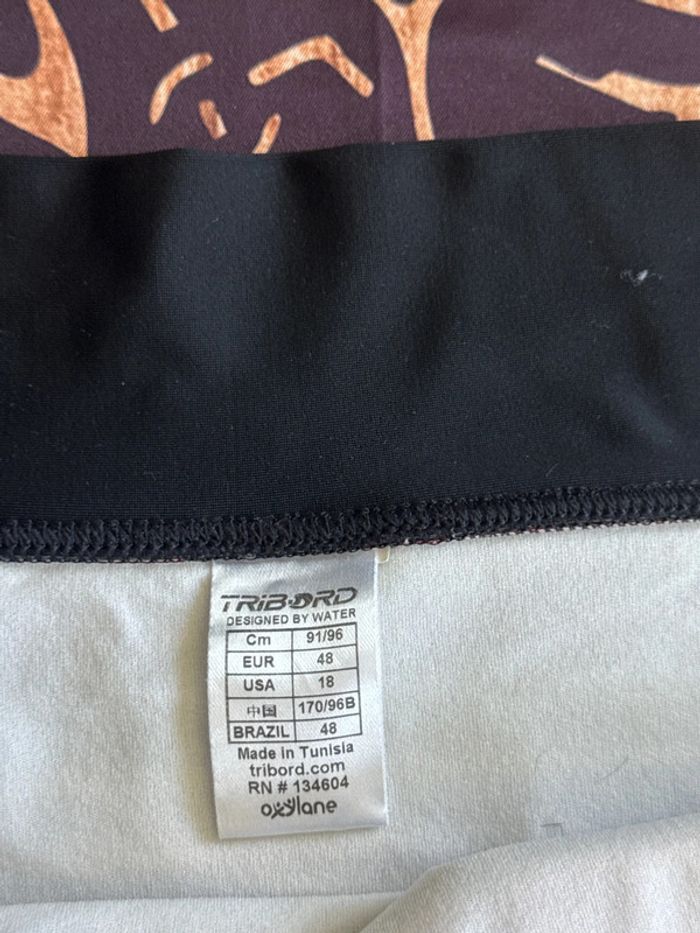 TRIBORD
DESIGNED BY WATER
Cm 91/96
EUR 48
USA 18
中国 170/96B
BRAZIL 48
Made in Tunisia
tribord.com
RN # 134604
oxylane